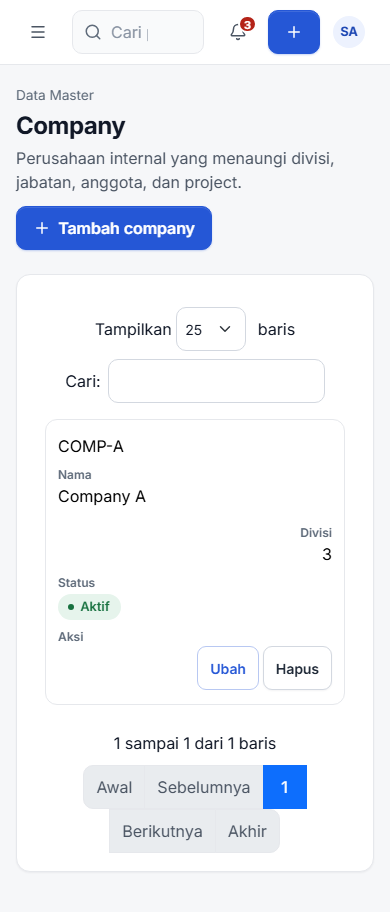 Cari
3
SA
Data Master
Company
Perusahaan internal yang menaungi divisi,
jabatan, anggota, dan project.
Tambah company
Tampilkan 25 baris
Cari:
COMP-A
Nama
Company A
Divisi
3
Status
Aktif
Aksi
Ubah Hapus
1 sampai 1 dari 1 baris
Awal Sebelumnya 1
Berikutnya Akhir